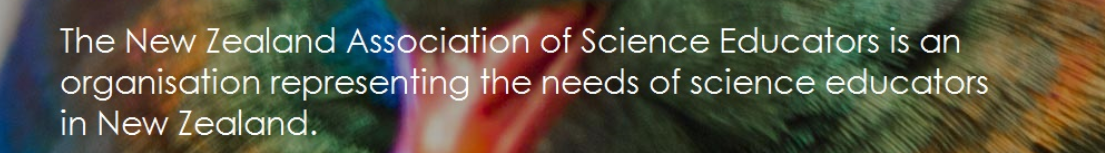 The New Zealand Association of Science Educators is an
organisation representing the needs of science educators
in New Zealand.